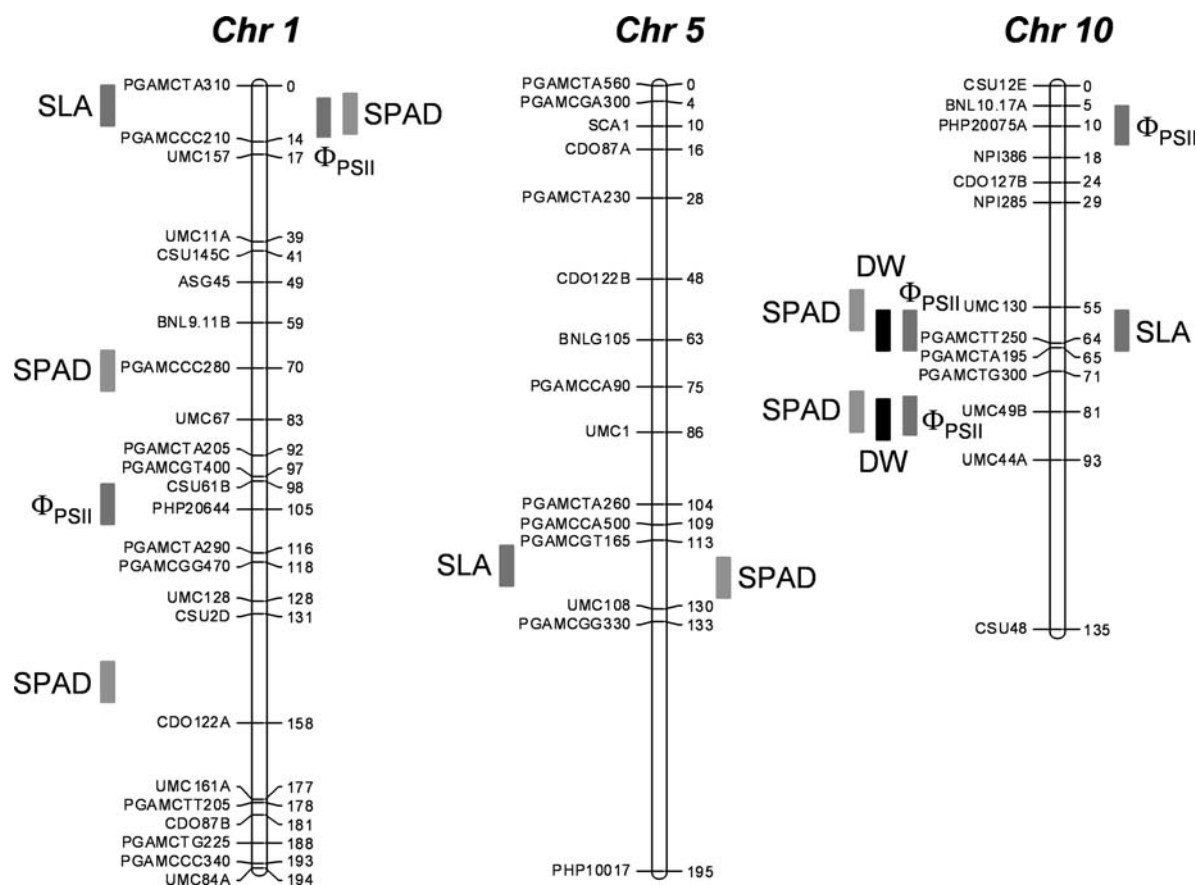 Chr 1
SLA
PGAMCTA310 0
SPAD
PGAMCCC210 14
UMC157 17
ΦPSII
UMC11A 39
CSU145C 41
ASG45 49
BNL9.11B 59
SPAD
PGAMCCC280 70
UMC67 83
PGAMCTA205 92
PGAMCGT400 97
CSU61B 98
ΦPSII
PHP20644 105
PGAMCTA290 116
PGAMCGG470 118
UMC128 128
CSU2D 131
SPAD
CDO122A 158
UMC161A 177
PGAMCTT205 178
CDO87B 181
PGAMCTG225 188
PGAMCCC340 193
UMC84A 194
Chr 5
PGAMCTA560 0
PGAMCGA300 4
SCA1 10
CDO87A 16
PGAMCTA230 28
CDO122B 48
BNLG105 63
PGAMCCA90 75
UMC1 86
PGAMCTA260 104
PGAMCCA500 109
PGAMCGT165 113
SLA
SPAD
UMC108 130
PGAMCGG330 133
PHP10017 195
Chr 10
CSU12E 0
BNL10.17A 5
PHP20075A 10
ΦPSII
NPI386 18
CDO127B 24
NPI285 29
DW
ΦPSII
SPAD
UMC130 55
PGAMCTT250 64
SLA
PGAMCTA195 65
PGAMCTG300 71
SPAD
UMC49B 81
ΦPSII
DW
UMC44A 93
CSU48 135